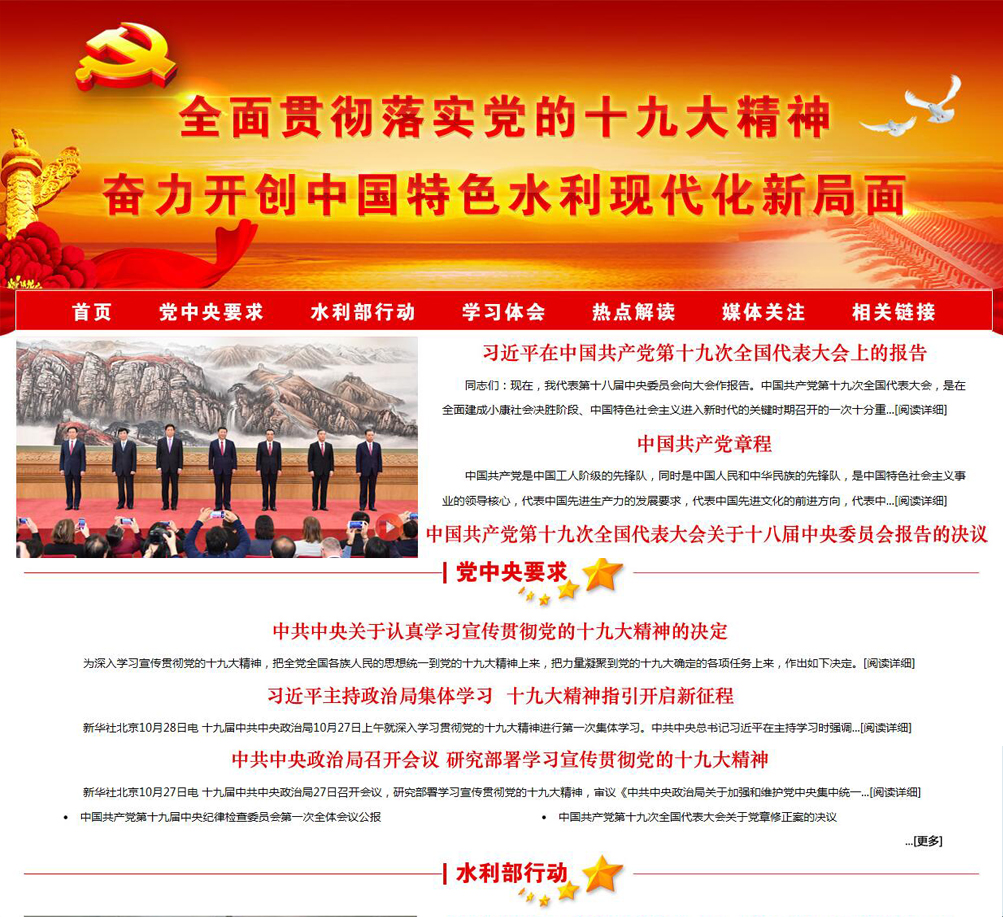 全面贯彻落实党的十九大精神
奋力开创中国特色水利现代化新局面
首页 党中央要求 水利部行动 学习体会 热点解读 媒体关注 相关链接
习近平在中国共产党第十九次全国代表大会上的报告
同志们：现在，我代表第十八届中央委员会向大会作报告。中国共产党第十九次全国代表大会，是在
全面建成小康社会决胜阶段、中国特色社会主义进入新时代的关键时期召开的一次十分重...[阅读详细]
中国共产党章程
中国共产党是中国工人阶级的先锋队，同时是中国人民和中华民族的先锋队，是中国特色社会主义事
业的领导核心，代表中国先进生产力的发展要求，代表中国先进文化的前进方向，代表中...[阅读详细]
中国共产党第十九次全国代表大会关于十八届中央委员会报告的决议
党中央要求
中共中央关于认真学习宣传贯彻党的十九大精神的决定
为深入学习宣传贯彻党的十九大精神，把全党全国各族人民的思想统一到党的十九大精神上来，把力量凝聚到党的十九大确定的各项任务上来，作出如下决定。[阅读详细]
习近平主持政治局集体学习 十九大精神指引开启新征程
新华社北京10月28日电 十九届中共中央政治局10月27日上午就深入学习贯彻党的十九大精神进行第一次集体学习。中共中央总书记习近平在主持学习时强调...[阅读详细]
中共中央政治局召开会议 研究部署学习宣传贯彻党的十九大精神
新华社北京10月27日电 十九届中共中央政治局27日召开会议，研究部署学习宣传贯彻党的十九大精神，审议《中共中央政治局关于加强和维护党中央集中统一...[阅读详细]
• 中国共产党第十九届中央纪律检查委员会第一次全体会议公报
• 中国共产党第十九次全国代表大会关于党章修正案的决议
...[更多]
水利部行动